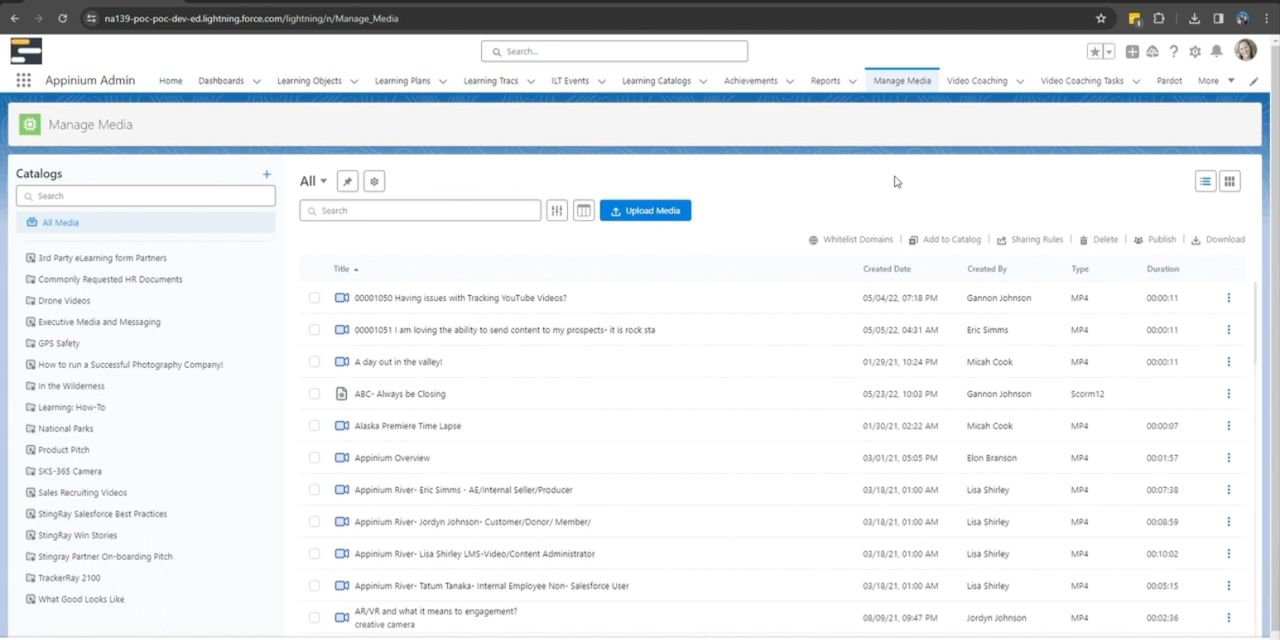 na139-poc-poc-dev-ed.lightning.force.com/lightning/n/Manage_Media
Search...
Appinium Admin Home Dashboards Learning Objects Learning Plans Learning Tracs ILT Events Learning Catalogs Achievements Reports Manage Media Video Coaching Video Coaching Tasks Pardot More
Manage Media
Catalogs
Search
All Media
3rd Party eLearning form Partners
Commonly Requested HR Documents
Drone Videos
Executive Media and Messaging
GPS Safety
How to run a Successful Photography Company!
In the Wilderness
Learning: How-To
National Parks
Product Pitch
SKS-365 Camera
Sales Recruiting Videos
StingRay Salesforce Best Practices
StingRay Win Stories
Stingray Partner On-boarding Pitch
TrackerRay 2100
What Good Looks Like
All
Search Upload Media
Whitelist Domains | Add to Catalog | Sharing Rules | Delete | Publish | Download
Title Created Date Created By Type Duration
00001050 Having issues with Tracking YouTube Videos? 05/04/22, 07:18 PM Gannon Johnson MP4 00:00:11
00001051 I am loving the ability to send content to my prospects- it is rock sta 05/05/22, 04:31 AM Eric Simms MP4 00:00:11
A day out in the valley! 01/29/21, 10:24 PM Micah Cook MP4 00:00:11
ABC- Always be Closing 05/23/22, 10:03 PM Gannon Johnson Scorm12
Alaska Premiere Time Lapse 01/30/21, 02:22 AM Micah Cook MP4 00:00:07
Appinium Overview 03/01/21, 05:05 PM Elon Branson MP4 00:01:57
Appinium River- Eric Simms - AE/Internal Seller/Producer 03/18/21, 01:00 AM Lisa Shirley MP4 00:07:38
Appinium River- Jordyn Johnson- Customer/Donor/ Member/ 03/18/21, 01:00 AM Lisa Shirley MP4 00:08:59
Appinium River- Lisa Shirley LMS-Video/Content Administrator 03/18/21, 01:00 AM Lisa Shirley MP4 00:10:02
Appinium River- Tatum Tanaka- Internal Employee Non- Salesforce User 03/18/21, 01:00 AM Lisa Shirley MP4 00:05:15
AR/VR and what it means to engagement?
creative camera 08/09/21, 09:47 PM Jordyn Johnson MP4 00:02:36